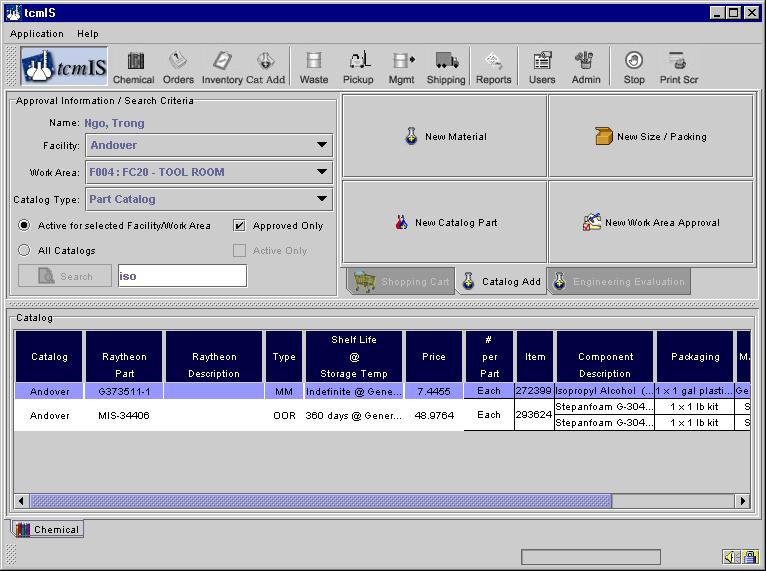 tcmIS
Application Help
tcmIS
Chemical Orders Inventory Cat Add Waste Pickup Mgmt Shipping Reports Users Admin Stop Print Scr
Approval Information / Search Criteria
Name: Ngo, Trong
Facility: Andover
Work Area: F004 : FC20 - TOOL ROOM
Catalog Type: Part Catalog
Active for selected Facility/Work Area Approved Only
All Catalogs Active Only
Search iso
New Material New Size / Packing
New Catalog Part New Work Area Approval
Shopping Cart Catalog Add Engineering Evaluation
Catalog
Catalog Raytheon Part Raytheon Description Type Shelf Life @ Storage Temp Price # per Part Item Component Description Packaging M.
Andover G373511-1 MM Indefinite @ Gene... 7.4455 Each 272399 Isopropyl Alcohol (... 1 x 1 gal plasti... Ge
Andover MIS-34406 OOR 360 days @ Gener... 48.9764 Each 293624 Stepanfoam G-304... 1 x 1 lb kit S
Stepanfoam G-304... 1 x 1 lb kit S
Chemical